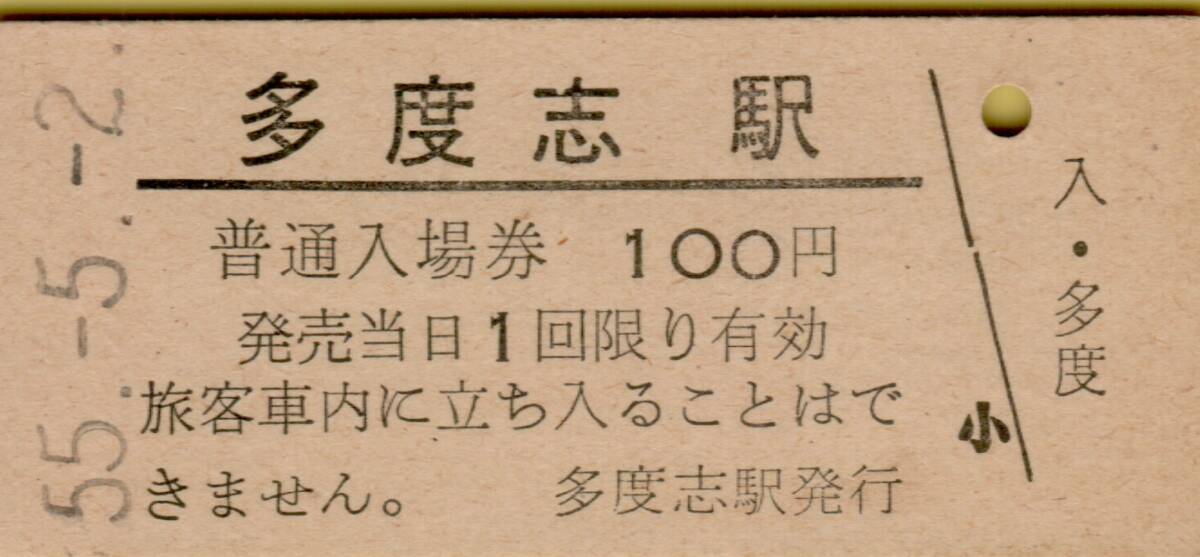 多度志駅
普通入場券 100円
発売当日1回限り有効
旅客車内に立ち入ることはで
きません。 多度志駅発行
小
入・多度
55.-5.-2.